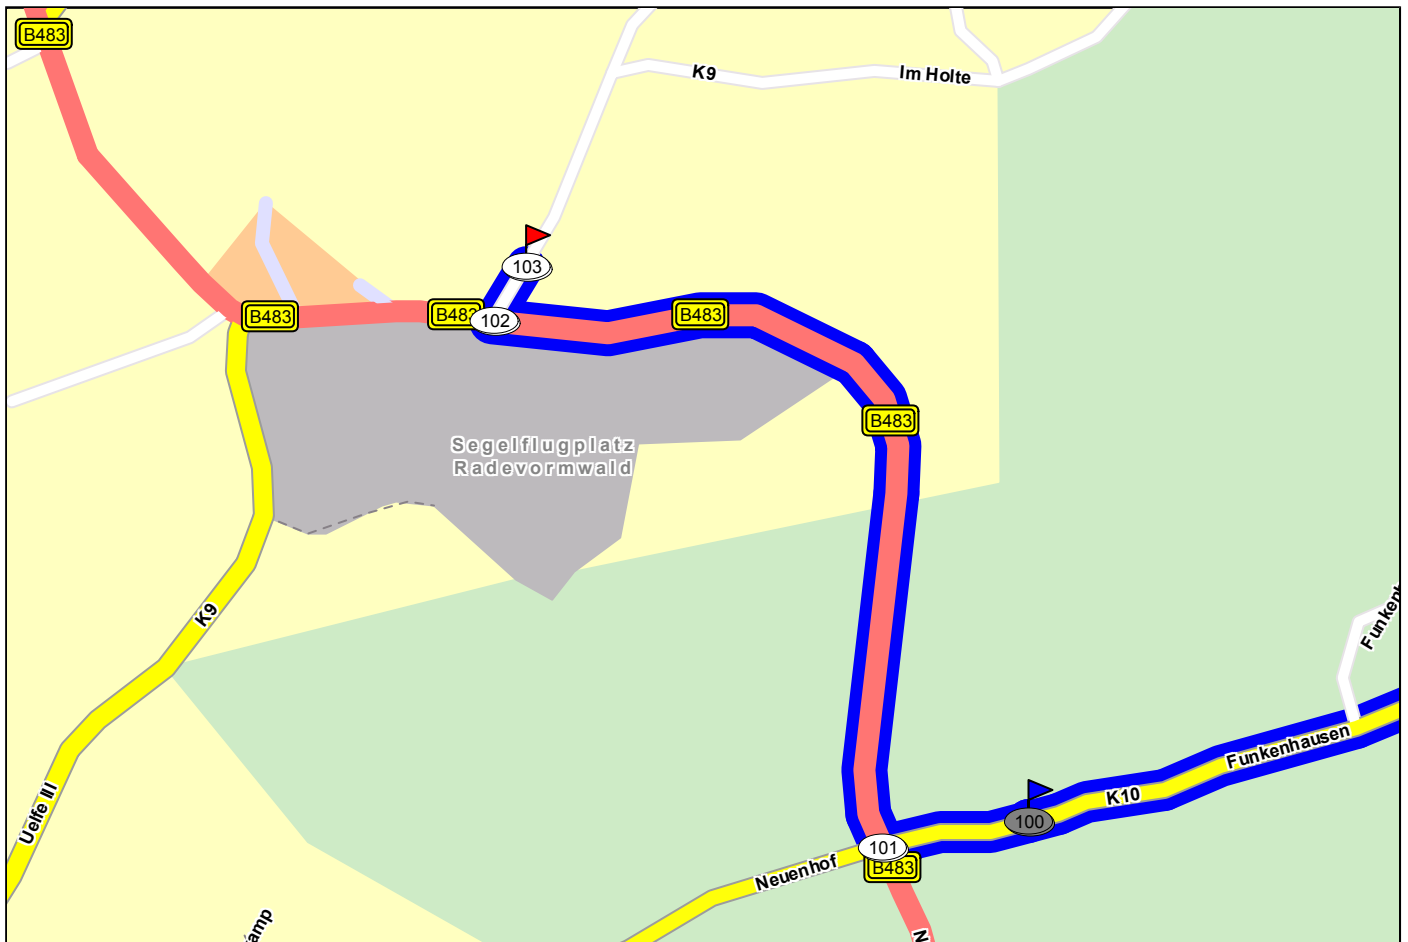 B483
K9
Im Holte
103
B483
B483
102
B483
B483
Segelflugplatz
Radevormwald
K9
Uelfe III
Funkenhausen
K10
100
101
B483
Neuenhof